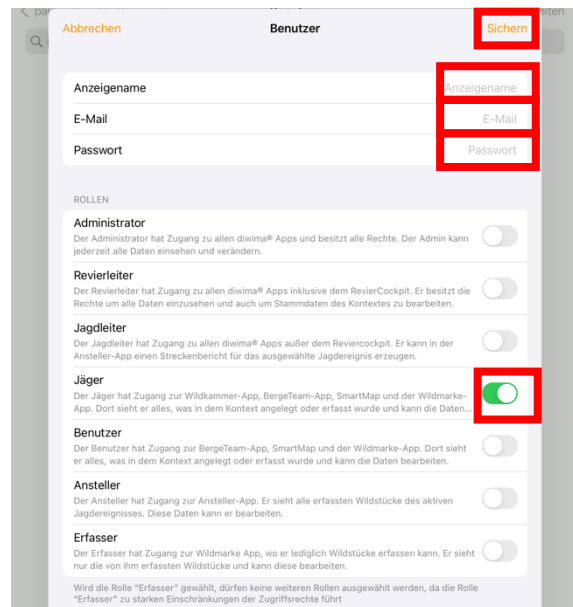 Abbrechen Benutzer Sichern
Anzeigename Anzeigename
E-Mail E-Mail
Passwort Passwort
ROLLEN
Administrator
Der Administrator hat Zugang zu allen diwima® Apps und besitzt alle Rechte. Der Admin kann
jederzeit alle Daten einsehen und verändern.
Revierleiter
Der Revierleiter hat Zugang zu allen diwima® Apps inklusive dem RevierCockpit. Er besitzt die
Rechte um alle Daten einzusehen und auch um Stammdaten des Kontextes zu bearbeiten.
Jagdleiter
Der Jagdleiter hat Zugang zu allen diwima® Apps außer dem Reviercockpit. Er kann in der
Ansteller-App einen Streckenbericht für das ausgewählte Jagdereignis erzeugen.
Jäger
Der Jäger hat Zugang zur Wildkammer-App, BergeTeam-App, SmartMap und der Wildmarke-
App. Dort sieht er alles, was in dem Kontext angelegt oder erfasst wurde und kann die Daten...
Benutzer
Der Benutzer hat Zugang zur BergeTeam-App, SmartMap und der Wildmarke-App. Dort sieht
er alles, was in dem Kontext angelegt oder erfasst wurde und kann die Daten bearbeiten.
Ansteller
Der Ansteller hat Zugang zur Ansteller-App. Er sieht alle erfassten Wildstücke des aktiven
Jagdereignisses. Diese Daten kann er bearbeiten.
Erfasser
Der Erfasser hat Zugang zur Wildmarke App, wo er lediglich Wildstücke erfassen kann. Er sieht
nur die von ihm erfassten Wildstücke und kann diese bearbeiten.
Wird die Rolle "Erfasser" gewählt, dürfen keine weiteren Rollen ausgewählt werden, da die Rolle
"Erfasser" zu starken Einschränkungen der Zugriffsrechte führt